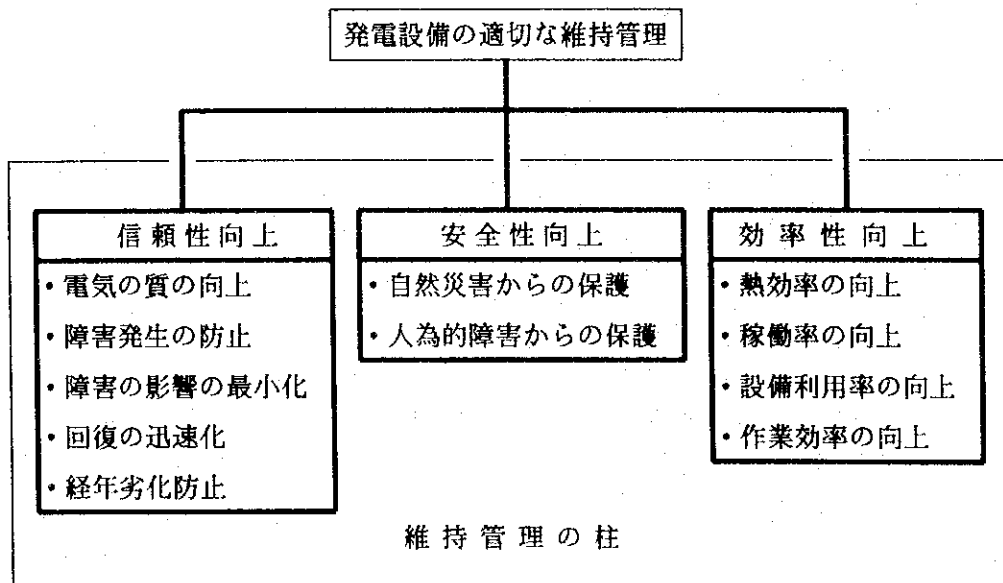 発電設備の適切な維持管理
信頼性向上
・電気の質の向上
・障害発生の防止
・障害の影響の最小化
・回復の迅速化
・経年劣化防止
安全性向上
・自然災害からの保護
・人為的障害からの保護
効率性向上
・熱効率の向上
・稼働率の向上
・設備利用率の向上
・作業効率の向上
維持管理の柱